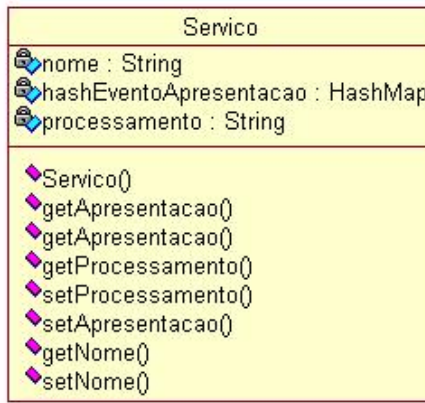 Servico
nome : String
hashEventoApresentacao : HashMap
processamento : String
Servico()
getApresentacao()
getApresentacao()
getProcessamento()
setProcessamento()
setApresentacao()
getNome()
setNome()